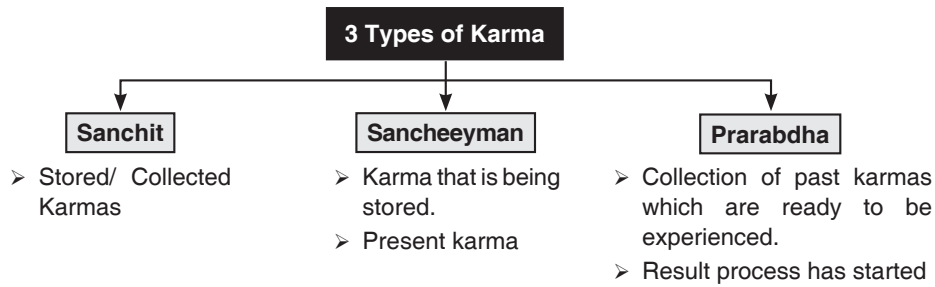 3 Types of Karma
Sanchit
➢ Stored/ Collected
Karmas
Sancheeyman
➢ Karma that is being
stored.
➢ Present karma
Prarabdha
➢ Collection of past karmas
which are ready to be
experienced.
➢ Result process has started